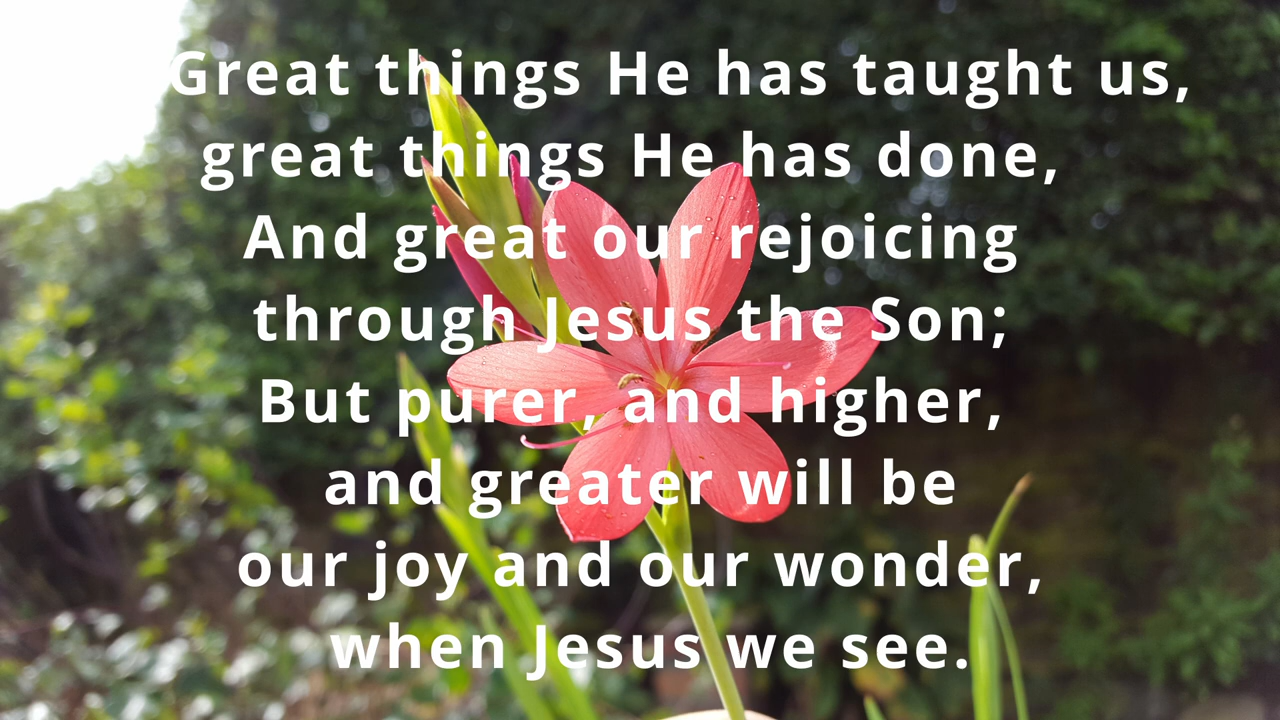 Great things He has taught us,
great things He has done,
And great our rejoicing
through Jesus the Son;
But purer, and higher,
and greater will be
our joy and our wonder,
when Jesus we see.